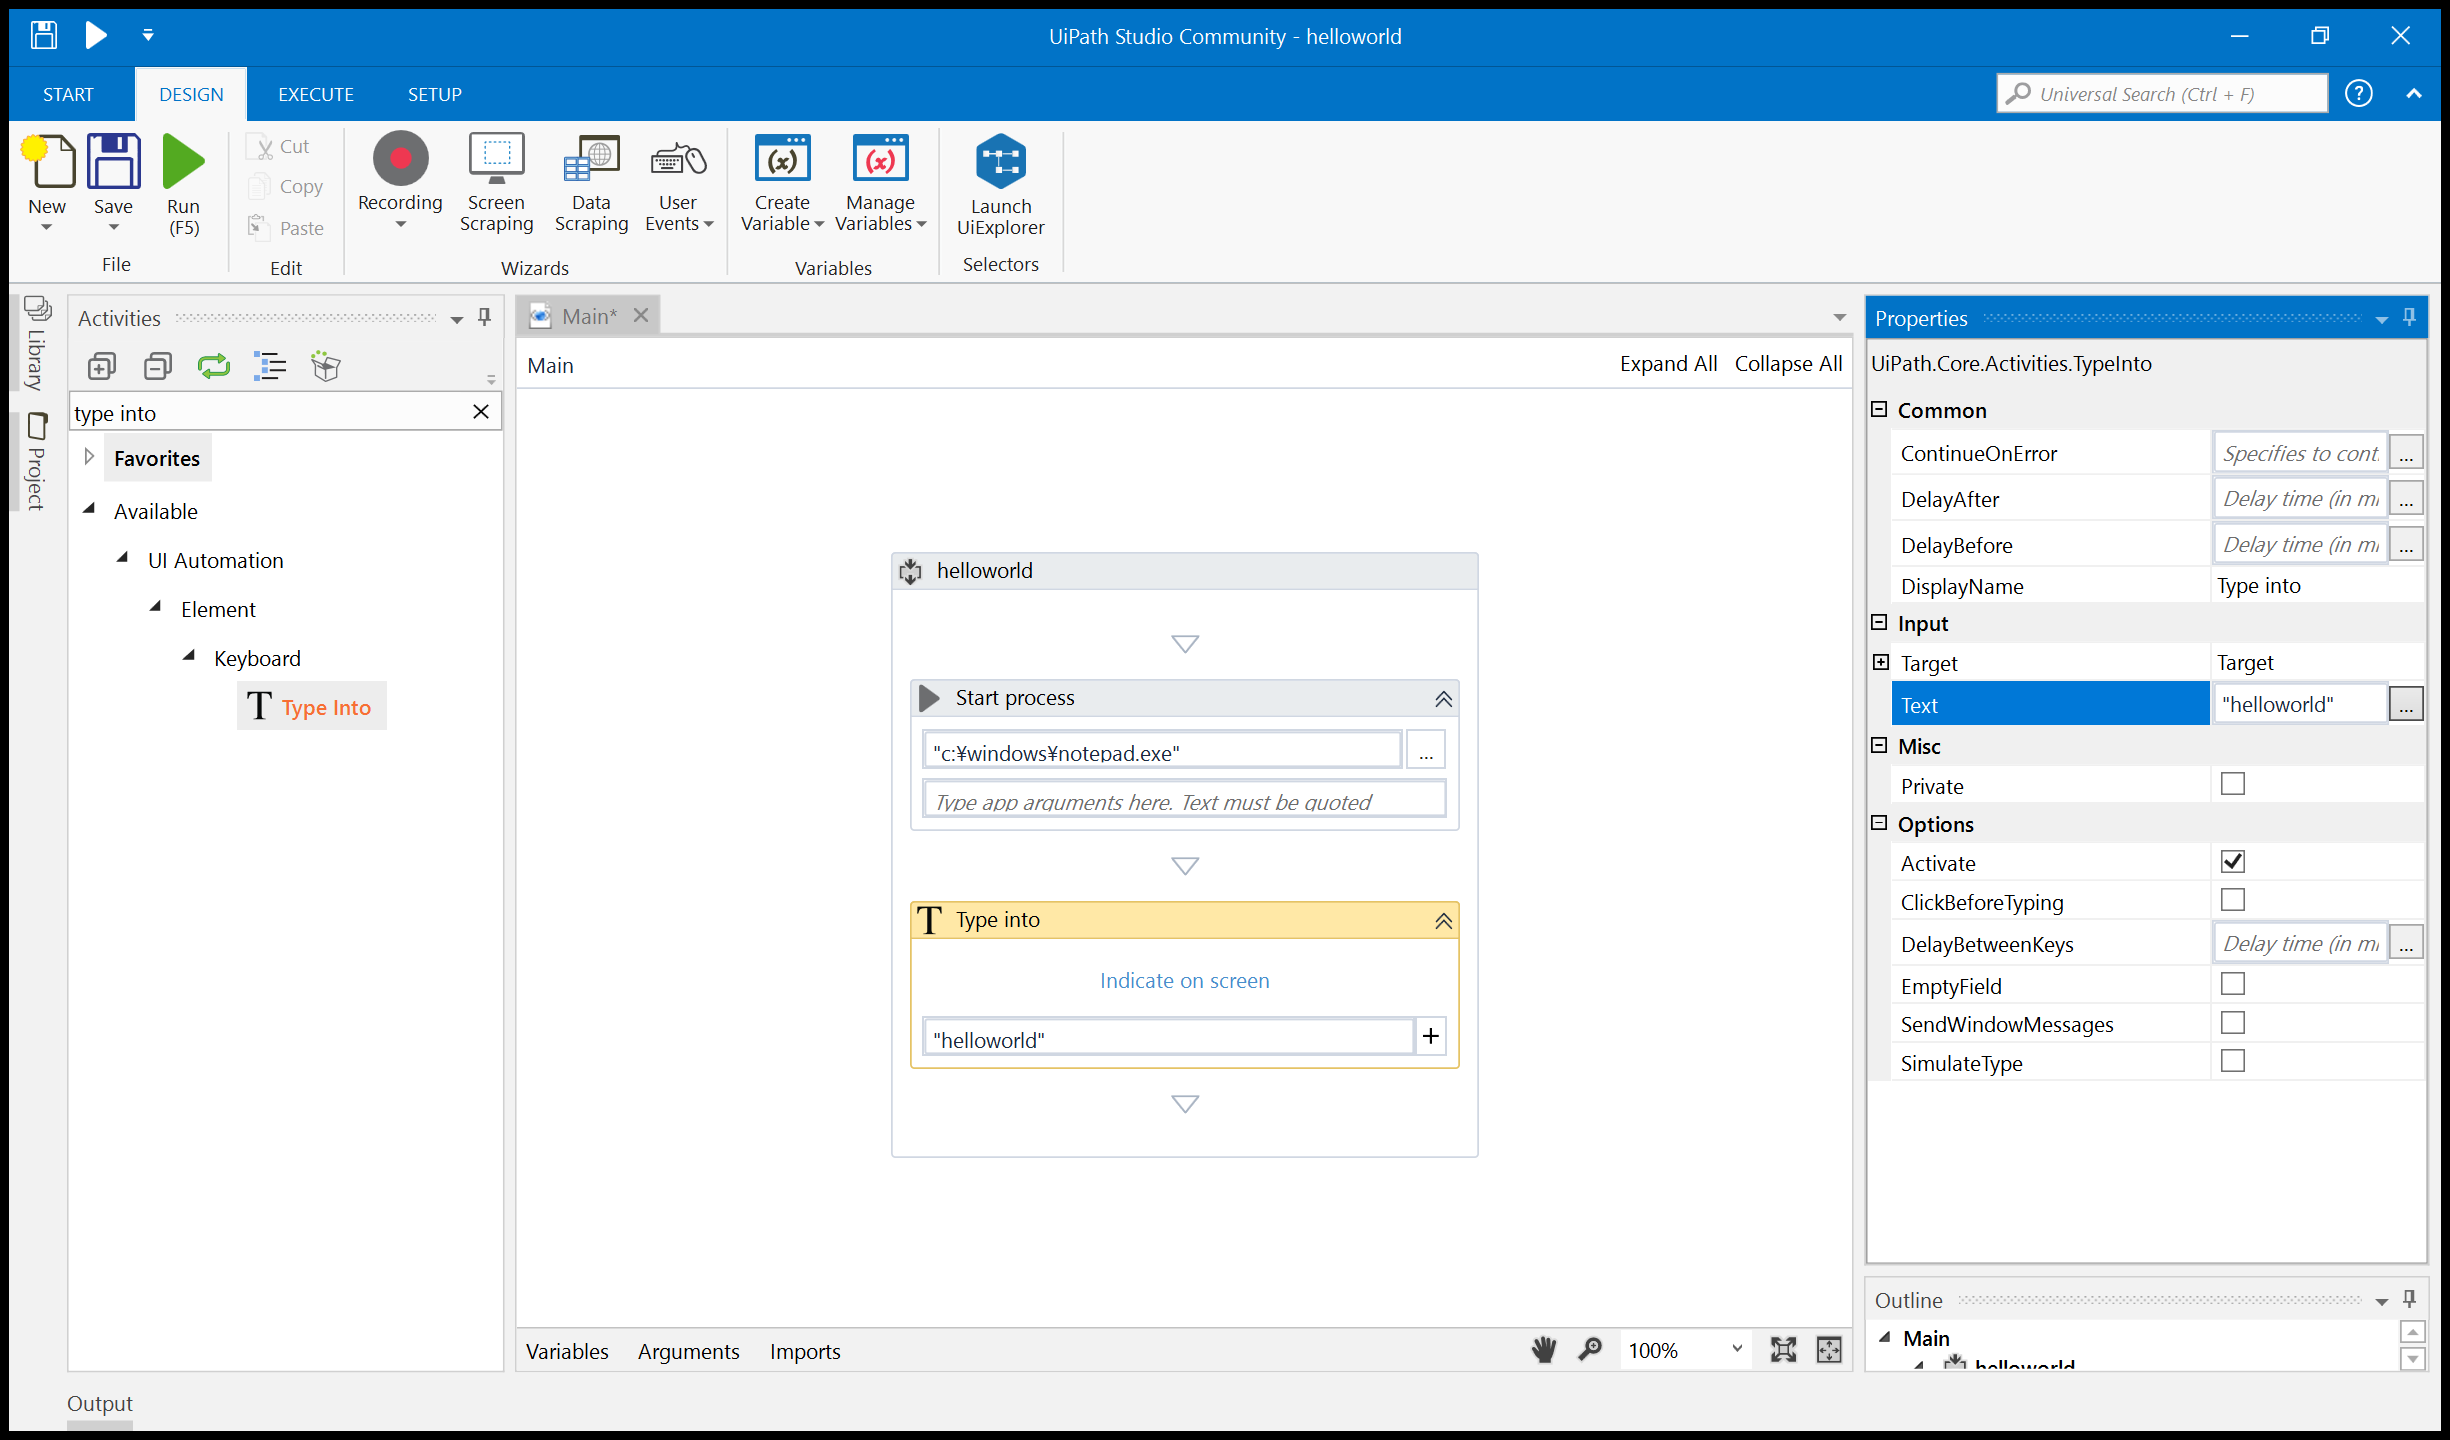 UiPath Studio Community - helloworld
START
DESIGN
EXECUTE
SETUP
Universal Search (Ctrl + F)
New
Save
Run
(F5)
File
Cut
Copy
Paste
Edit
Recording
Screen
Scraping
Data
Scraping
User
Events
Wizards
Create
Variable
Manage
Variables
Variables
Launch
UiExplorer
Selectors
Library
Project
Activities
type into
Favorites
Available
UI Automation
Element
Keyboard
T Type Into
Main*
Main
Expand All
Collapse All
helloworld
Start process
"c:¥windows¥notepad.exe"
...
Type app arguments here. Text must be quoted
T Type into
Indicate on screen
"helloworld"
Variables
Arguments
Imports
100%
Properties
UiPath.Core.Activities.TypeInto
Common
ContinueOnError
Specifies to cont
...
DelayAfter
Delay time (in mi
...
DelayBefore
Delay time (in mi
...
DisplayName
Type into
Input
Target
Target
Text
"helloworld"
...
Misc
Private
Options
Activate
ClickBeforeTyping
DelayBetweenKeys
Delay time (in mi
...
EmptyField
SendWindowMessages
SimulateType
Outline
Main
helloworld
Output